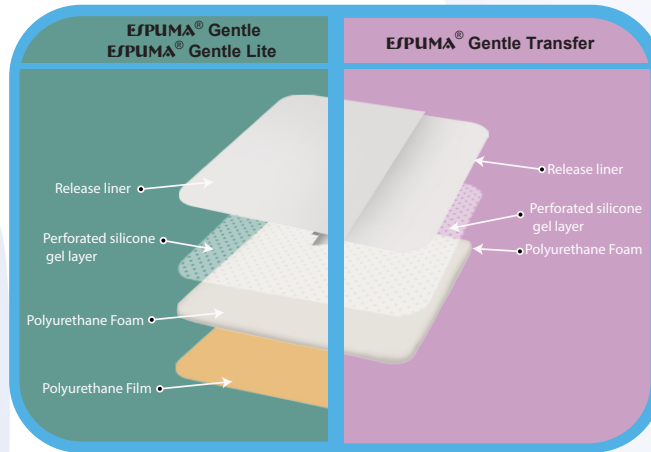 ESPUMA® Gentle
ESPUMA® Gentle Lite
ESPUMA® Gentle Transfer
Release liner
Perforated silicone
gel layer
Polyurethane Foam
Polyurethane Film
Release liner
Perforated silicone
gel layer
Polyurethane Foam